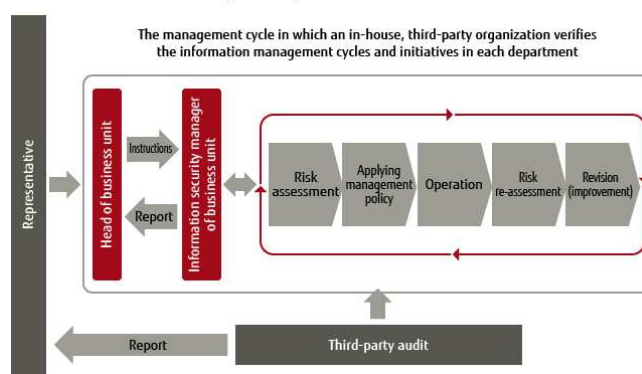 The management cycle in which an in-house, third-party organization verifies
the information management cycles and initiatives in each department
Representative
Head of business unit
Instructions
Report
Information security manager
of business unit
Risk
assessment
Applying
management
policy
Operation
Risk
re-assessment
Revision
(improvement)
Report
Third-party audit